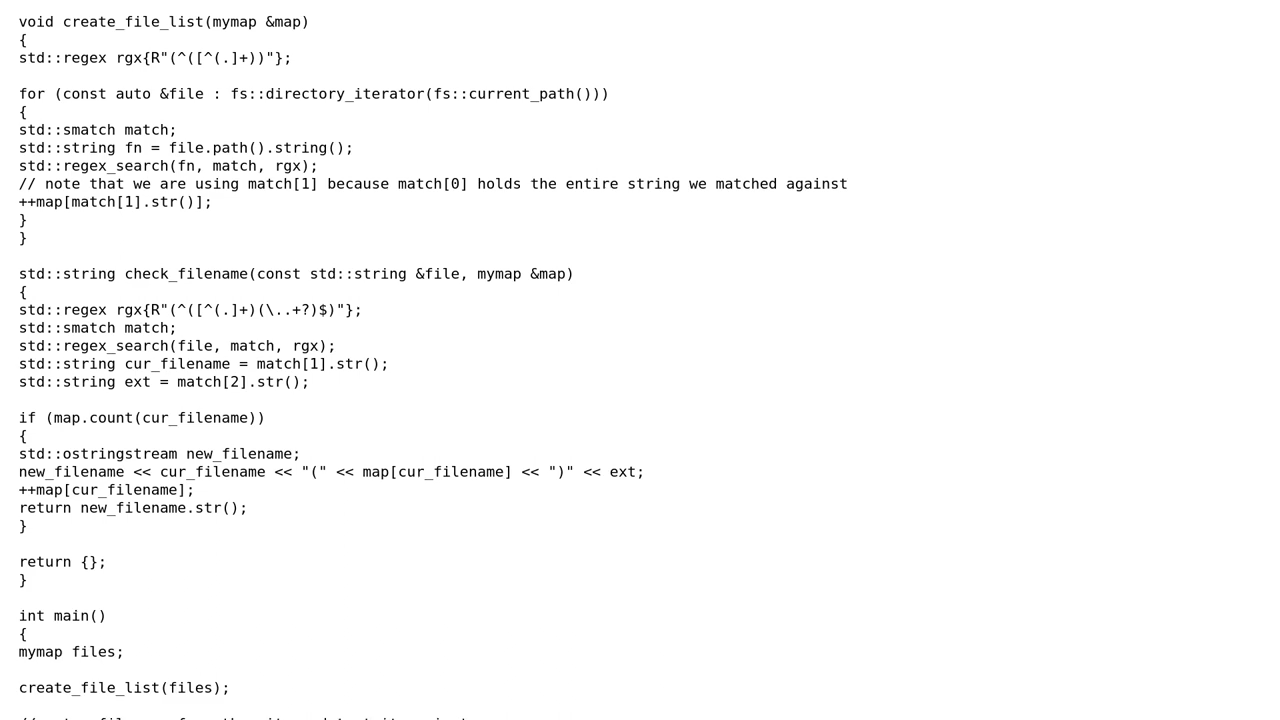 void create_file_list(mymap &map)
{
std::regex rgx{R"(^([^(.]+))"};
for (const auto &file : fs::directory_iterator(fs::current_path()))
{
std::smatch match;
std::string fn = file.path().string();
std::regex_search(fn, match, rgx);
// note that we are using match[1] because match[0] holds the entire string we matched against
++map[match[1].str()];
}
}
std::string check_filename(const std::string &file, mymap &map)
{
std::regex rgx{R"(^([^(.]+)(\..+?)$)"};
std::smatch match;
std::regex_search(file, match, rgx);
std::string cur_filename = match[1].str();
std::string ext = match[2].str();
if (map.count(cur_filename))
{
std::ostringstream new_filename;
new_filename << cur_filename << "(" << map[cur_filename] << ")" << ext;
++map[cur_filename];
return new_filename.str();
}
return {};
}
int main()
{
mymap files;
create_file_list(files);